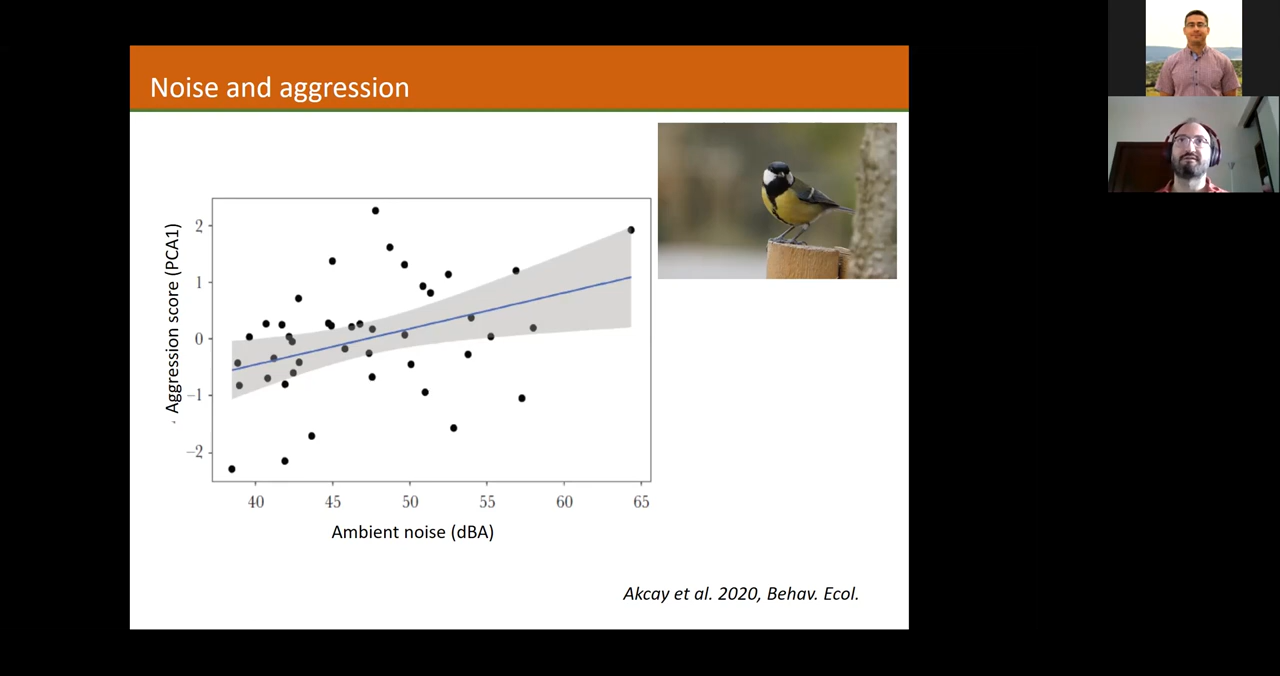 Noise and aggression
Aggression score (PCA1)
2
1
0
−1
−2
40 45 50 55 60 65
Ambient noise (dBA)
Akcay et al. 2020, Behav. Ecol.